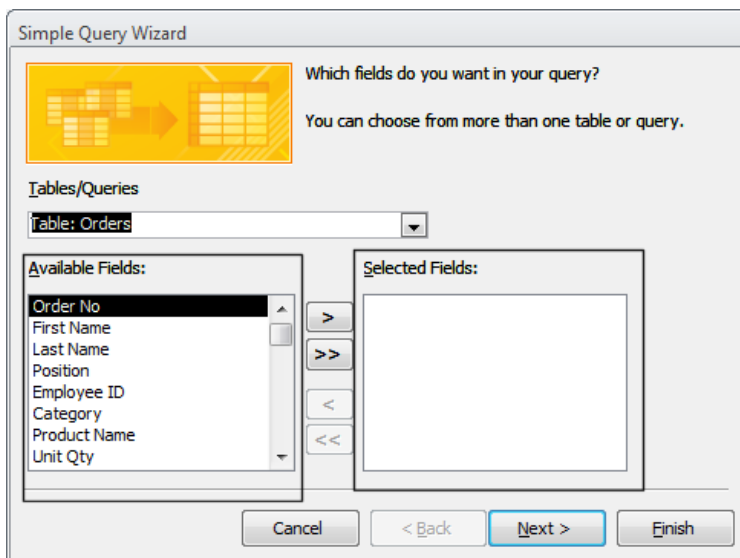 Simple Query Wizard
Which fields do you want in your query?
You can choose from more than one table or query.
Tables/Queries
Table: Orders
Available Fields:
Selected Fields:
Order No
First Name
Last Name
Position
Employee ID
Category
Product Name
Unit Qty
>
>>
<
<<
Cancel
< Back
Next >
Finish